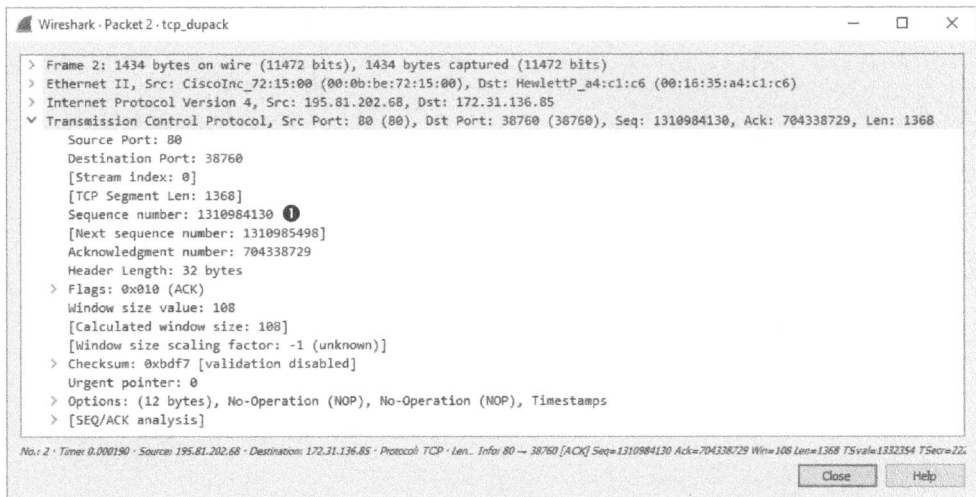 Wireshark · Packet 2 · tcp_dupack
> Frame 2: 1434 bytes on wire (11472 bits), 1434 bytes captured (11472 bits)
> Ethernet II, Src: CiscoInc_72:15:00 (00:0b:be:72:15:00), Dst: HewlettP_a4:c1:c6 (00:16:35:a4:c1:c6)
> Internet Protocol Version 4, Src: 195.81.202.68, Dst: 172.31.136.85
Transmission Control Protocol, Src Port: 80 (80), Dst Port: 38760 (38760), Seq: 1310984130, Ack: 704338729, Len: 1368
Source Port: 80
Destination Port: 38760
[Stream index: 0]
[TCP Segment Len: 1368]
Sequence number: 1310984130 ❶
[Next sequence number: 1310985498]
Acknowledgment number: 704338729
Header Length: 32 bytes
> Flags: 0x010 (ACK)
Window size value: 108
[Calculated window size: 108]
[Window size scaling factor: -1 (unknown)]
> Checksum: 0xbdf7 [validation disabled]
Urgent pointer: 0
> Options: (12 bytes), No-Operation (NOP), No-Operation (NOP), Timestamps
> [SEQ/ACK analysis]
No.: 2 · Time: 0.000190 · Source: 195.81.202.68 · Destination: 172.31.136.85 · Protocol: TCP · Len... Info: 80 → 38760 [ACK] Seq=1310984130 Ack=704338729 Win=108 Len=1368 TSval=1332354 TSecr=222
Close Help